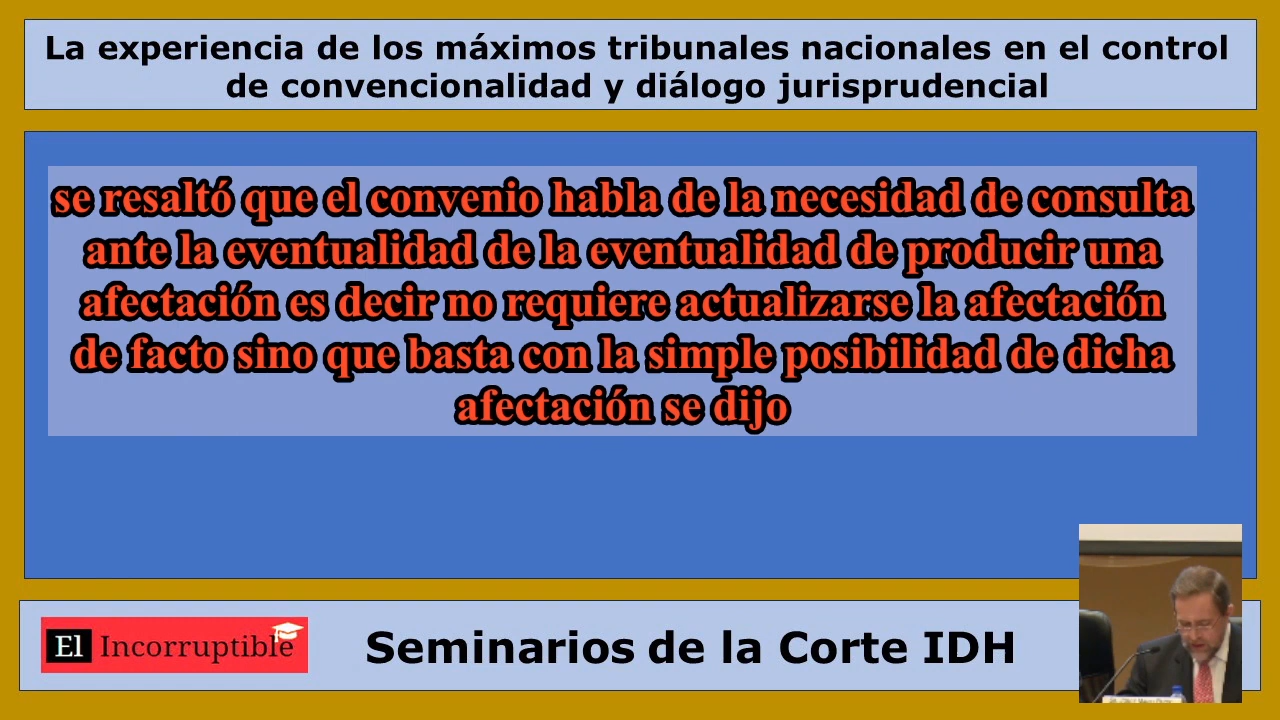 La experiencia de los máximos tribunales nacionales en el control
de convencionalidad y diálogo jurisprudencial
se resaltó que el convenio habla de la necesidad de consulta
ante la eventualidad de la eventualidad de producir una
afectación es decir no requiere actualizarse la afectación
de facto sino que basta con la simple posibilidad de dicha
afectación se dijo
El Incorruptible
Seminarios de la Corte IDH